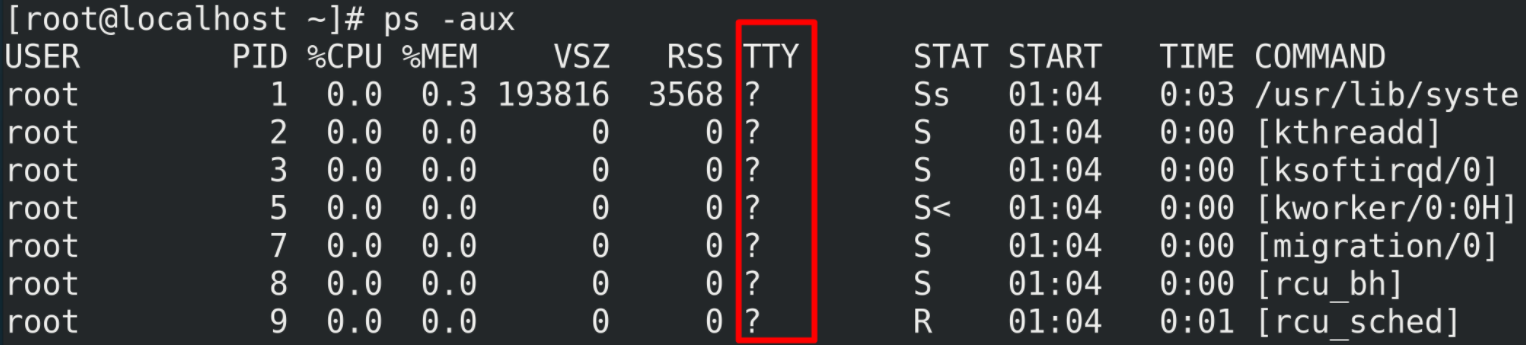 [root@localhost ~]# ps -aux
USER        PID %CPU %MEM    VSZ   RSS TTY      STAT START   TIME COMMAND
root          1  0.0  0.3 193816  3568 ?        Ss   01:04   0:03 /usr/lib/syste
root          2  0.0  0.0      0     0 ?        S    01:04   0:00 [kthreadd]
root          3  0.0  0.0      0     0 ?        S    01:04   0:00 [ksoftirqd/0]
root          5  0.0  0.0      0     0 ?        S<   01:04   0:00 [kworker/0:0H]
root          7  0.0  0.0      0     0 ?        S    01:04   0:00 [migration/0]
root          8  0.0  0.0      0     0 ?        S    01:04   0:00 [rcu_bh]
root          9  0.0  0.0      0     0 ?        R    01:04   0:01 [rcu_sched]